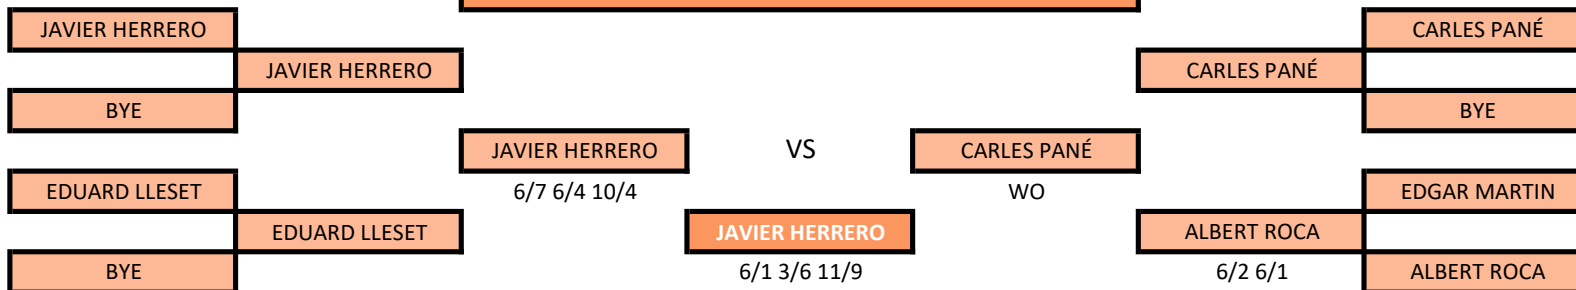 JAVIER HERRERO
CARLES PANÉ
JAVIER HERRERO
CARLES PANÉ
BYE
BYE
JAVIER HERRERO
VS
CARLES PANÉ
EDUARD LLESET
6/7 6/4 10/4
WO
EDGAR MARTIN
EDUARD LLESET
JAVIER HERRERO
ALBERT ROCA
BYE
6/1 3/6 11/9
6/2 6/1
ALBERT ROCA